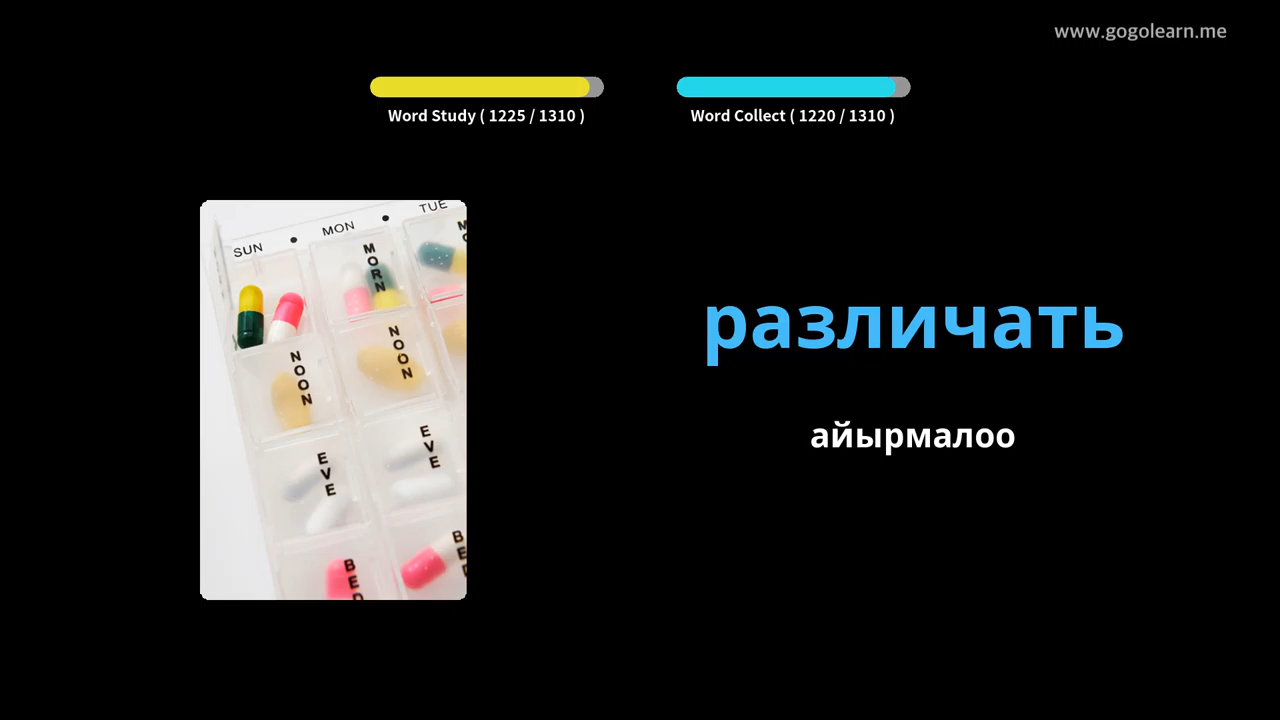 www.gogolearn.me
Word Study ( 1225 / 1310 )
Word Collect ( 1220 / 1310 )
SUN • MON • TUE
MORN
NOON
NOON
EVE
EVE
BED
различать
айырмалоо